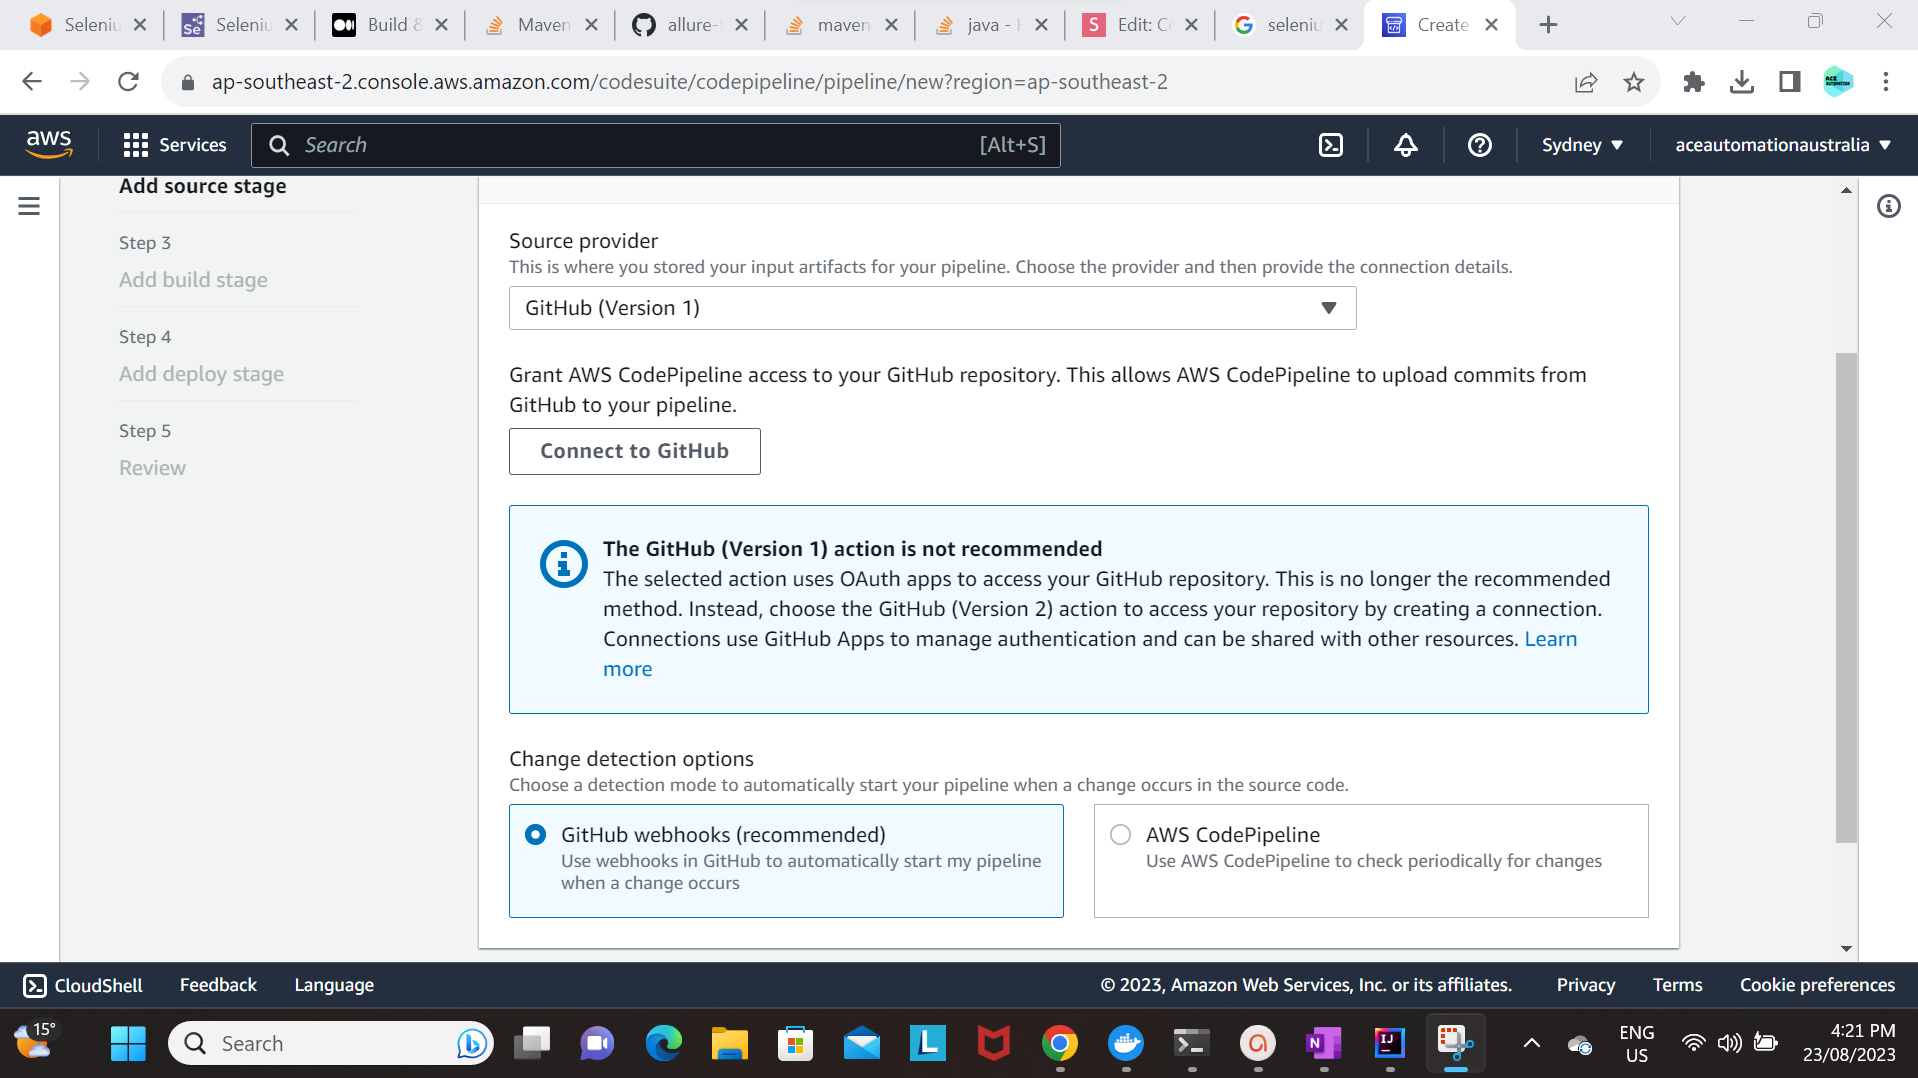 Seleniu
Seleniu
Build &
Maven
allure-
maven
java -
Edit: C
seleniu
Create
ap-southeast-2.console.aws.amazon.com/codesuite/codepipeline/pipeline/new?region=ap-southeast-2
ACE AUTOMATION
aws
Services
Search
[Alt+S]
Sydney ▼
aceautomationaustralia ▼
Add source stage
Step 3
Add build stage
Step 4
Add deploy stage
Step 5
Review
Source provider
This is where you stored your input artifacts for your pipeline. Choose the provider and then provide the connection details.
GitHub (Version 1)
Grant AWS CodePipeline access to your GitHub repository. This allows AWS CodePipeline to upload commits from
GitHub to your pipeline.
Connect to GitHub
The GitHub (Version 1) action is not recommended
The selected action uses OAuth apps to access your GitHub repository. This is no longer the recommended
method. Instead, choose the GitHub (Version 2) action to access your repository by creating a connection.
Connections use GitHub Apps to manage authentication and can be shared with other resources. Learn
more
Change detection options
Choose a detection mode to automatically start your pipeline when a change occurs in the source code.
GitHub webhooks (recommended)
Use webhooks in GitHub to automatically start my pipeline
when a change occurs
AWS CodePipeline
Use AWS CodePipeline to check periodically for changes
CloudShell
Feedback
Language
© 2023, Amazon Web Services, Inc. or its affiliates.
Privacy
Terms
Cookie preferences
15°
Search
ENG
US
4:21 PM
23/08/2023